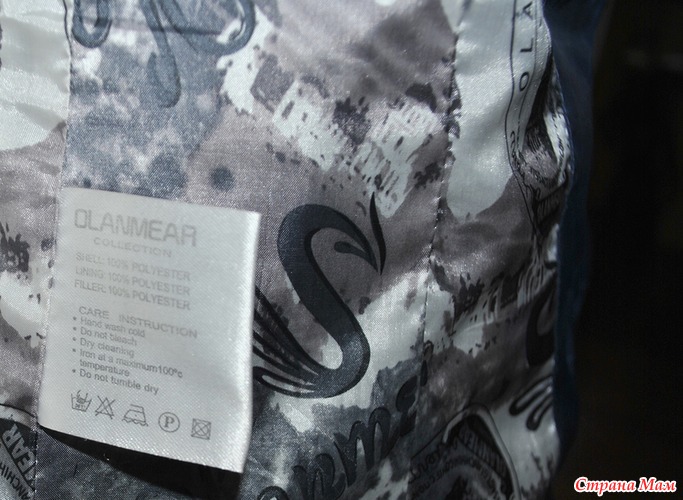 OLANMEAR
COLLECTION
SHELL: 100% POLYESTER
LINING: 100% POLYESTER
FILLER: 100% POLYESTER
CARE INSTRUCTION
• Hand wash cold
• Do not bleach
• Dry cleaning
• Iron at a maximum100°c
temperature
• Do not tumble dry
P
OLA
Страна Мам